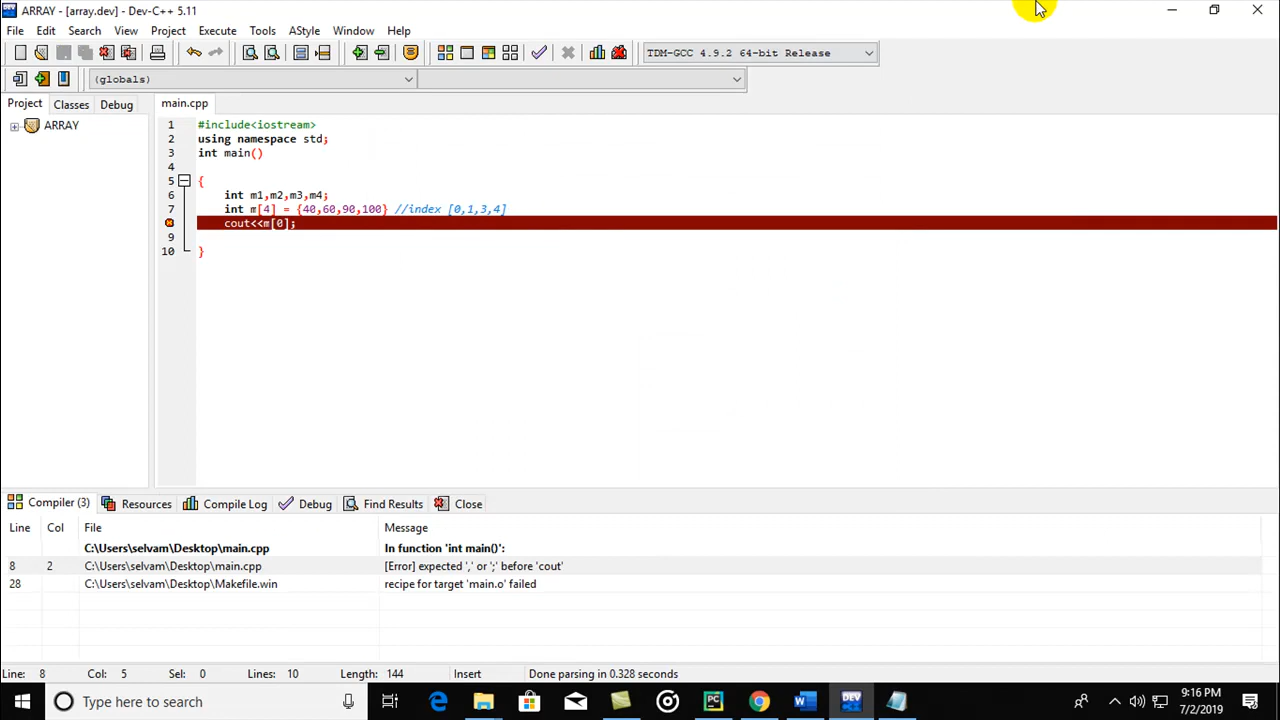 ARRAY - [array.dev] - Dev-C++ 5.11
File Edit Search View Project Execute Tools AStyle Window Help
TDM-GCC 4.9.2 64-bit Release
(globals)
Project Classes Debug
main.cpp
ARRAY
1 #include<iostream>
2 using namespace std;
3 int main()
4
5 {
6 int m1,m2,m3,m4;
7 int m[4] = {40,60,90,100} //index [0,1,3,4]
8 cout<<m[0];
9
10 }
Compiler (3) Resources Compile Log Debug Find Results Close
Line Col File Message
C:\Users\selvam\Desktop\main.cpp In function 'int main()':
8 2 C:\Users\selvam\Desktop\main.cpp [Error] expected ',' or ';' before 'cout'
28 C:\Users\selvam\Desktop\Makefile.win recipe for target 'main.o' failed
Line: 8 Col: 5 Sel: 0 Lines: 10 Length: 144 Insert Done parsing in 0.328 seconds
Type here to search
PC
W
DEV
9:16 PM
7/2/2019